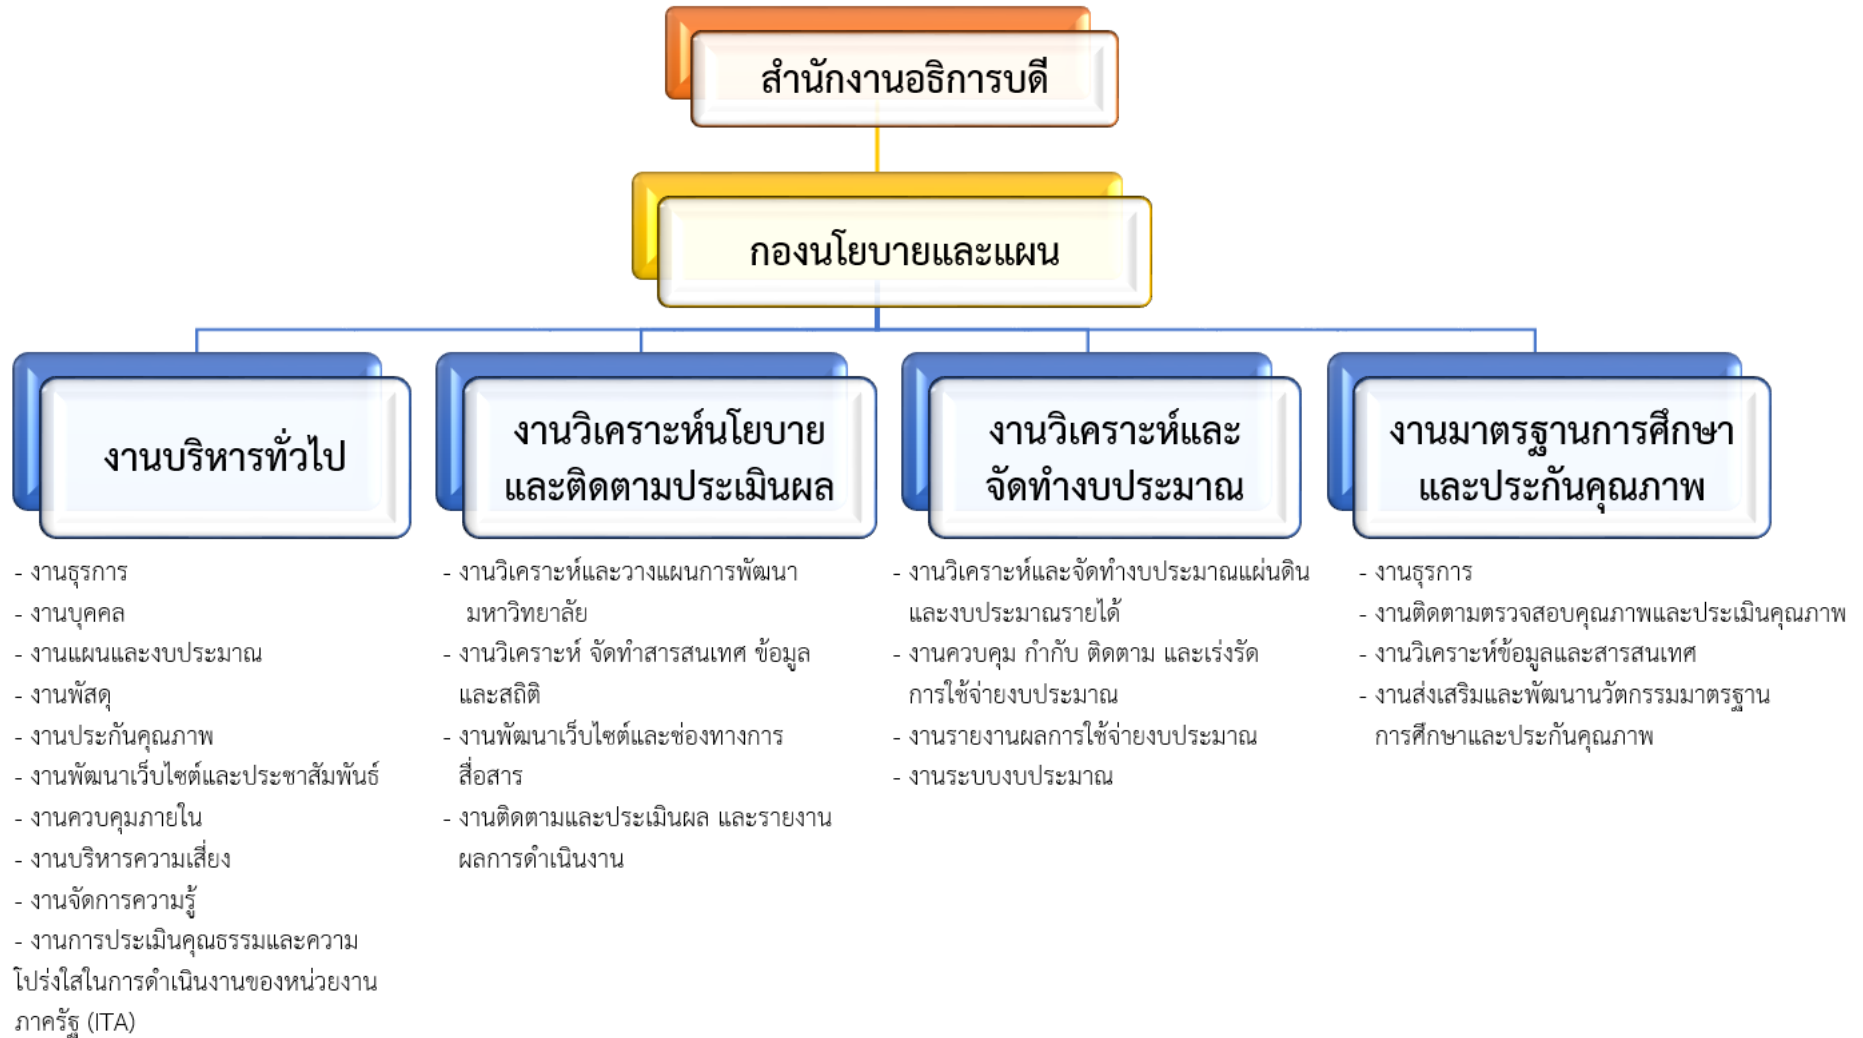 สำนักงานอธิการบดี
กองนโยบายและแผน
งานบริหารทั่วไป
- งานธุรการ
- งานบุคคล
- งานแผนและงบประมาณ
- งานพัสดุ
- งานประกันคุณภาพ
- งานพัฒนาเว็บไซต์และประชาสัมพันธ์
- งานควบคุมภายใน
- งานบริหารความเสี่ยง
- งานจัดการความรู้
- งานการประเมินคุณธรรมและความ
โปร่งใสในการดำเนินงานของหน่วยงาน
ภาครัฐ (ITA)
งานวิเคราะห์นโยบาย
และติดตามประเมินผล
- งานวิเคราะห์และวางแผนการพัฒนา
มหาวิทยาลัย
- งานวิเคราะห์ จัดทำสารสนเทศ ข้อมูล
และสถิติ
- งานพัฒนาเว็บไซต์และช่องทางการ
สื่อสาร
- งานติดตามและประเมินผล และรายงาน
ผลการดำเนินงาน
งานวิเคราะห์และ
จัดทำงบประมาณ
- งานวิเคราะห์และจัดทำงบประมาณแผ่นดิน
และงบประมาณรายได้
- งานควบคุม กำกับ ติดตาม และเร่งรัด
การใช้จ่ายงบประมาณ
- งานรายงานผลการใช้จ่ายงบประมาณ
- งานระบบงบประมาณ
งานมาตรฐานการศึกษา
และประกันคุณภาพ
- งานธุรการ
- งานติดตามตรวจสอบคุณภาพและประเมินคุณภาพ
- งานวิเคราะห์ข้อมูลและสารสนเทศ
- งานส่งเสริมและพัฒนานวัตกรรมมาตรฐาน
การศึกษาและประกันคุณภาพ